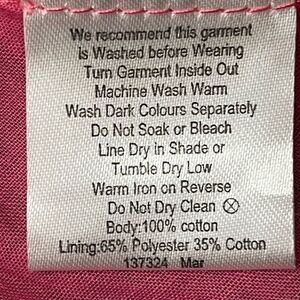 We recommend this garment
is Washed before Wearing
Turn Garment Inside Out
Machine Wash Warm
Wash Dark Colours Separately
Do Not Soak or Bleach
Line Dry in Shade or
Tumble Dry Low
Warm Iron on Reverse
Do Not Dry Clean ⓧ
Body:100% cotton
Lining:65% Polyester 35% Cotton
137324 Mar